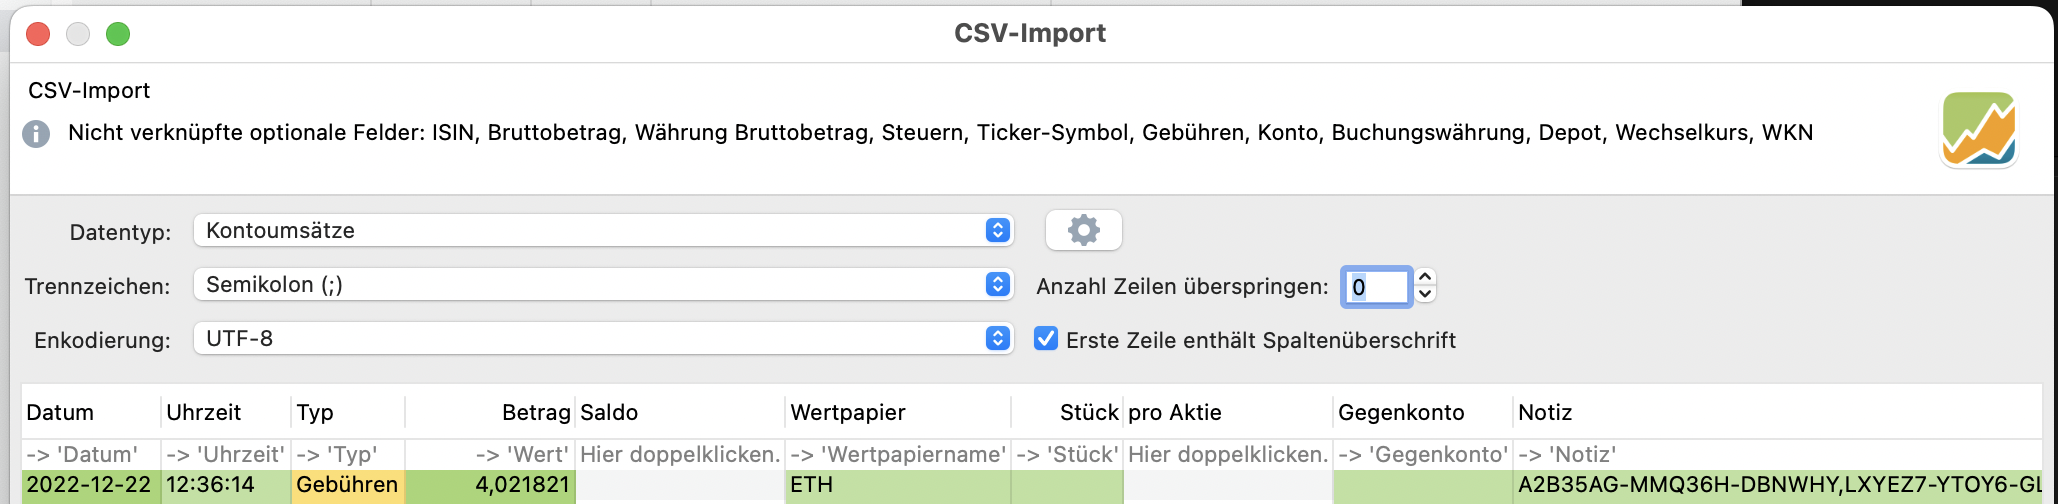 CSV-Import
CSV-Import
Nicht verknüpfte optionale Felder: ISIN, Bruttobetrag, Währung Bruttobetrag, Steuern, Ticker-Symbol, Gebühren, Konto, Buchungswährung, Depot, Wechselkurs, WKN
Datentyp: Kontoumsätze
Trennzeichen: Semikolon (;) Anzahl Zeilen überspringen: 0
Enkodierung: UTF-8 Erste Zeile enthält Spaltenüberschrift
Datum Uhrzeit Typ Betrag Saldo Wertpapier Stück pro Aktie Gegenkonto Notiz
-> 'Datum' -> 'Uhrzeit' -> 'Typ' -> 'Wert' Hier doppelklicken. -> 'Wertpapiername' -> 'Stück' Hier doppelklicken. -> 'Gegenkonto' -> 'Notiz'
2022-12-22 12:36:14 Gebühren 4,021821 ETH A2B35AG-MMQ36H-DBNWHY,LXYEZ7-YTOY6-GL